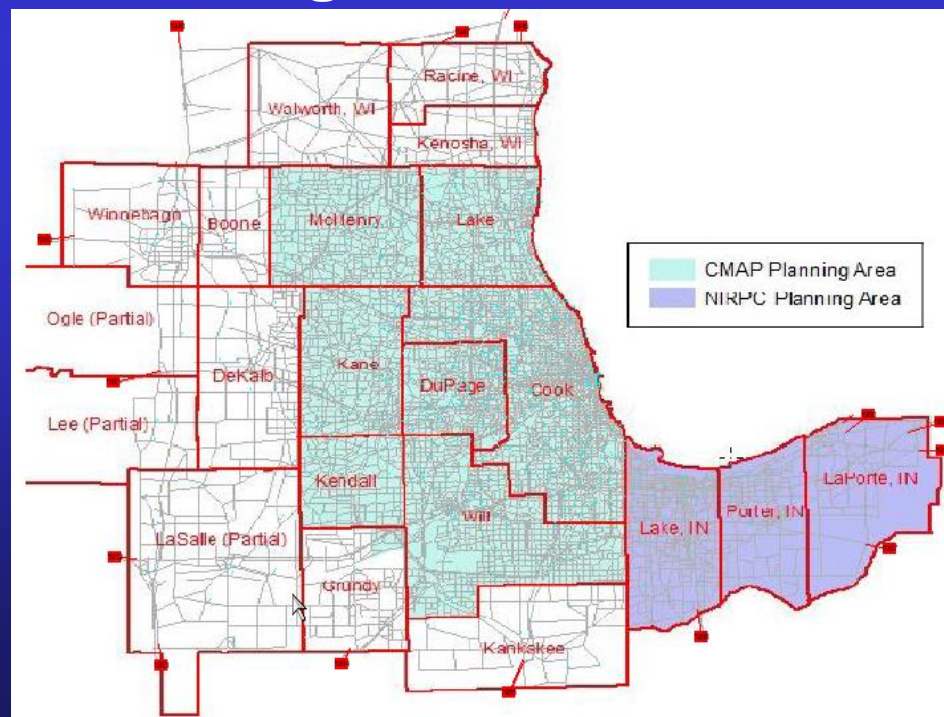 Racine, WI
Walworth, WI
Kenosha, WI
Winnebago
Boone
McHenry
Lake
CMAP Planning Area
NIRPC Planning Area
Ogle (Partial)
DeKalb
Kane
DuPage
Cook
Lee (Partial)
Kendall
Will
LaSalle (Partial)
Grundy
Kankakee
Lake, IN
Porter, IN
LaPorte, IN